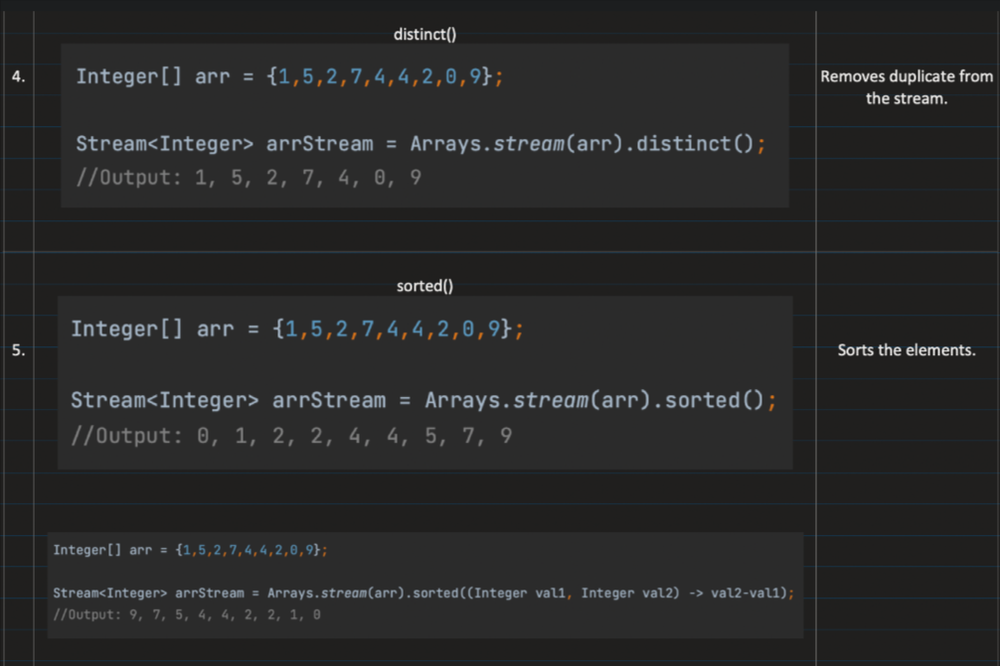 distinct()
4.
Integer[] arr = {1,5,2,7,4,4,2,0,9};
Stream<Integer> arrStream = Arrays.stream(arr).distinct();
//Output: 1, 5, 2, 7, 4, 0, 9
Removes duplicate from
the stream.
sorted()
5.
Integer[] arr = {1,5,2,7,4,4,2,0,9};
Stream<Integer> arrStream = Arrays.stream(arr).sorted();
//Output: 0, 1, 2, 2, 4, 4, 5, 7, 9
Sorts the elements.
Integer[] arr = {1,5,2,7,4,4,2,0,9};
Stream<Integer> arrStream = Arrays.stream(arr).sorted((Integer val1, Integer val2) -> val2-val1);
//Output: 9, 7, 5, 4, 4, 2, 2, 1, 0